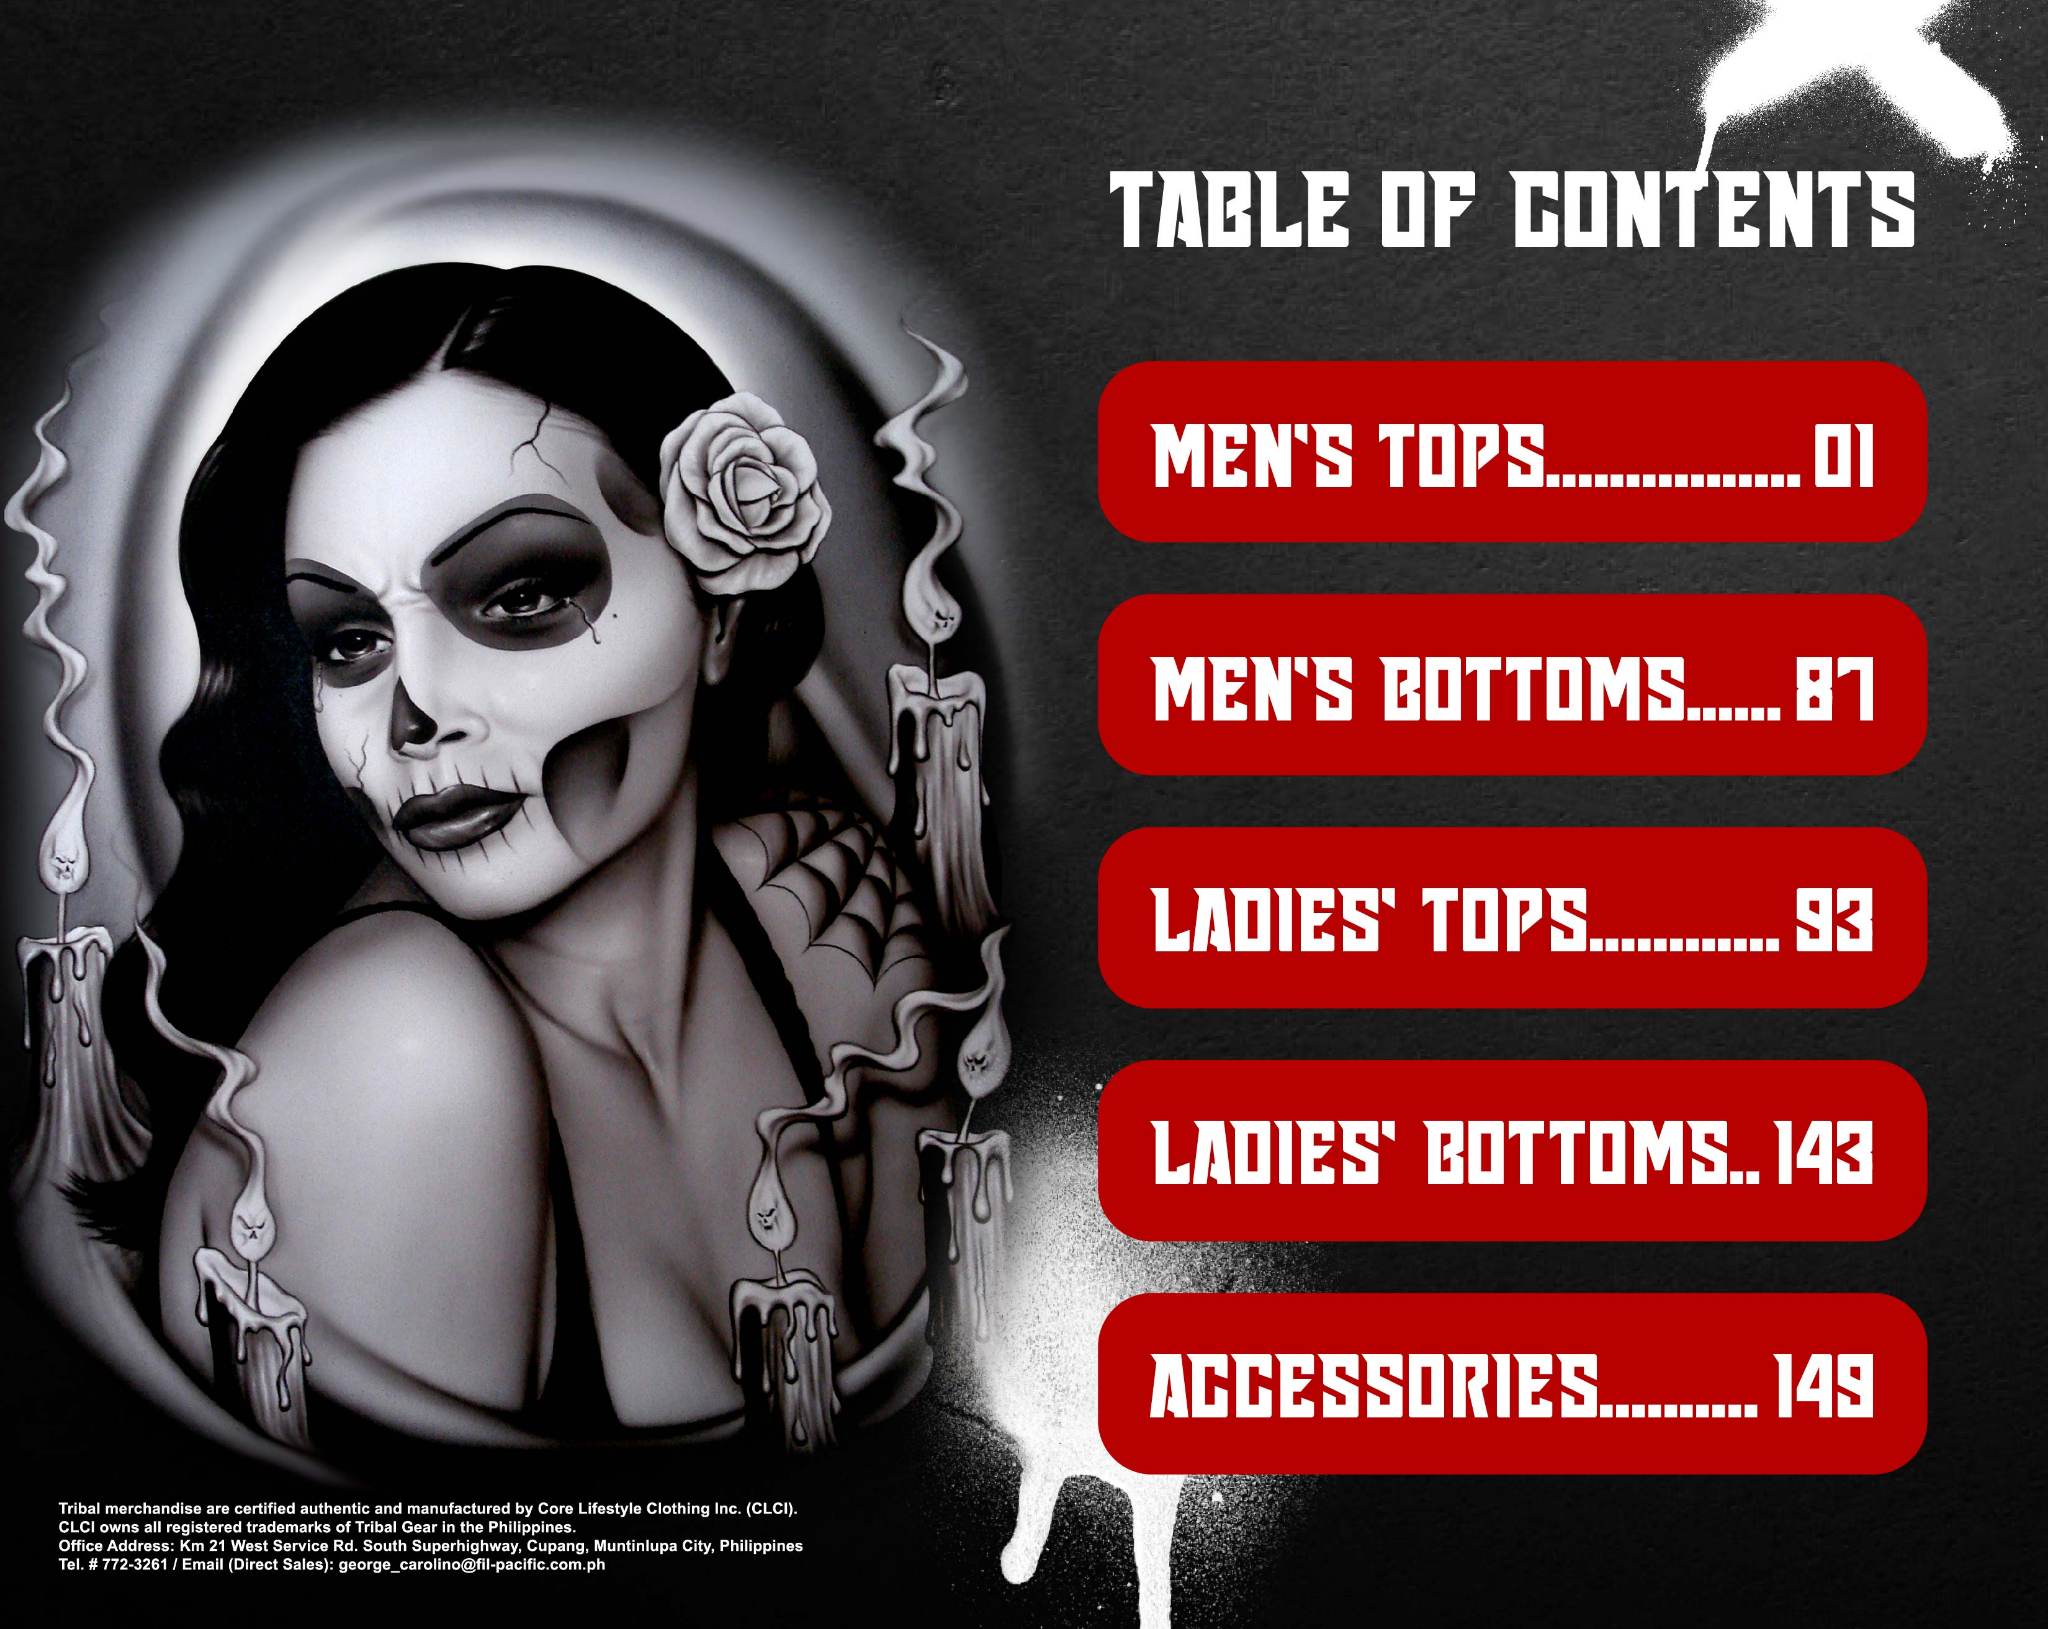 TABLE OF CONTENTS
MEN'S TOPS................ 01
MEN'S BOTTOMS...... 87
LADIES' TOPS............ 93
LADIES' BOTTOMS.. 143
ACCESSORIES.......... 149
Tribal merchandise are certified authentic and manufactured by Core Lifestyle Clothing Inc. (CLCI).
CLCI owns all registered trademarks of Tribal Gear in the Philippines.
Office Address: Km 21 West Service Rd. South Superhighway, Cupang, Muntinlupa City, Philippines
Tel. # 772-3261 / Email (Direct Sales): george_carolino@fil-pacific.com.ph